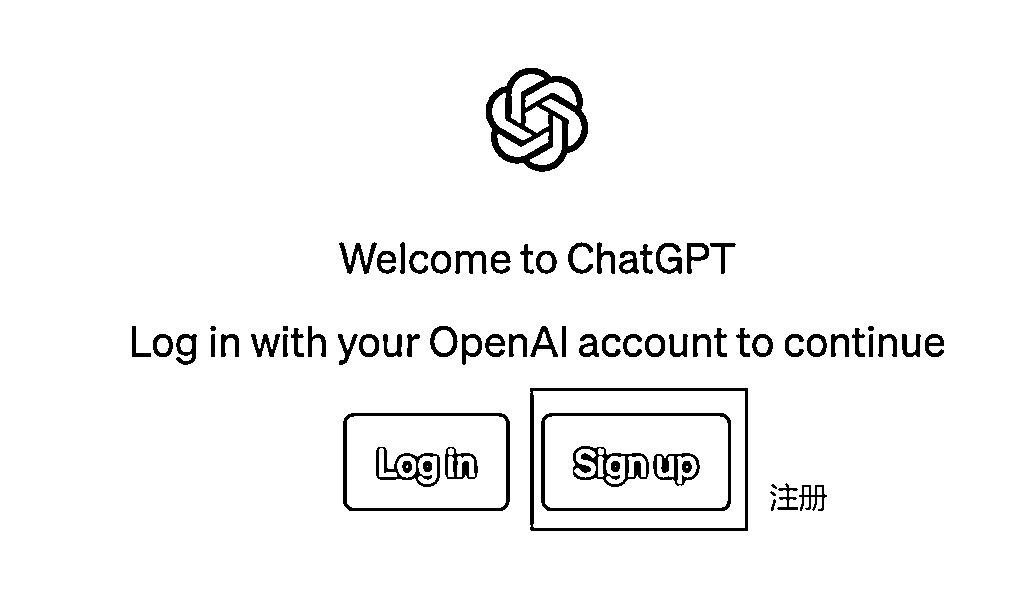 Welcome to ChatGPT
Log in with your OpenAI account to continue
Log in Sign up
注册